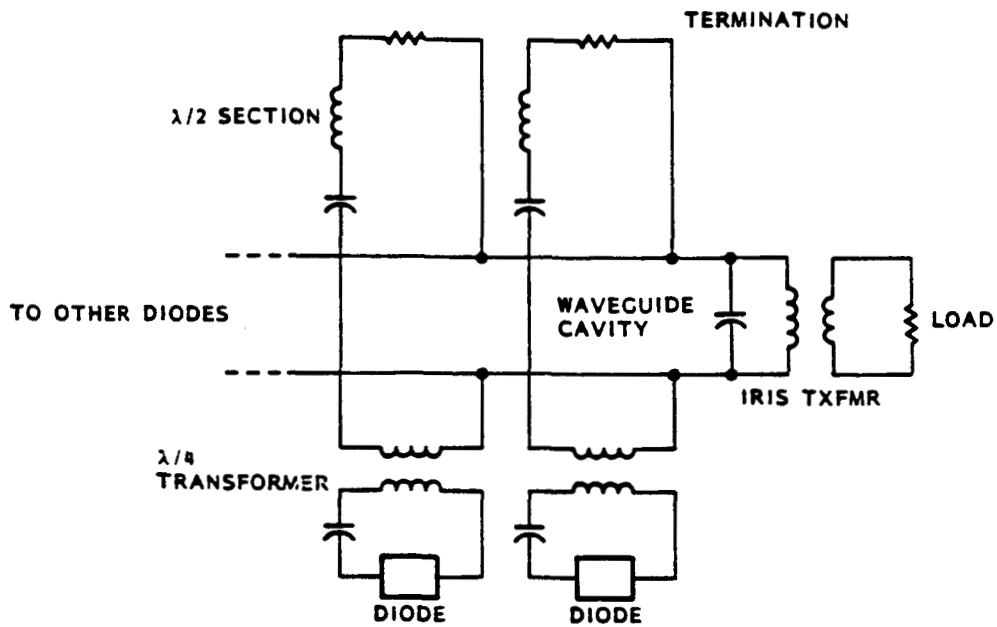 TERMINATION
λ/2 SECTION
TO OTHER DIODES
WAVEGUIDE
CAVITY
LOAD
IRIS TXFMR
λ/4
TRANSFORMER
DIODE
DIODE